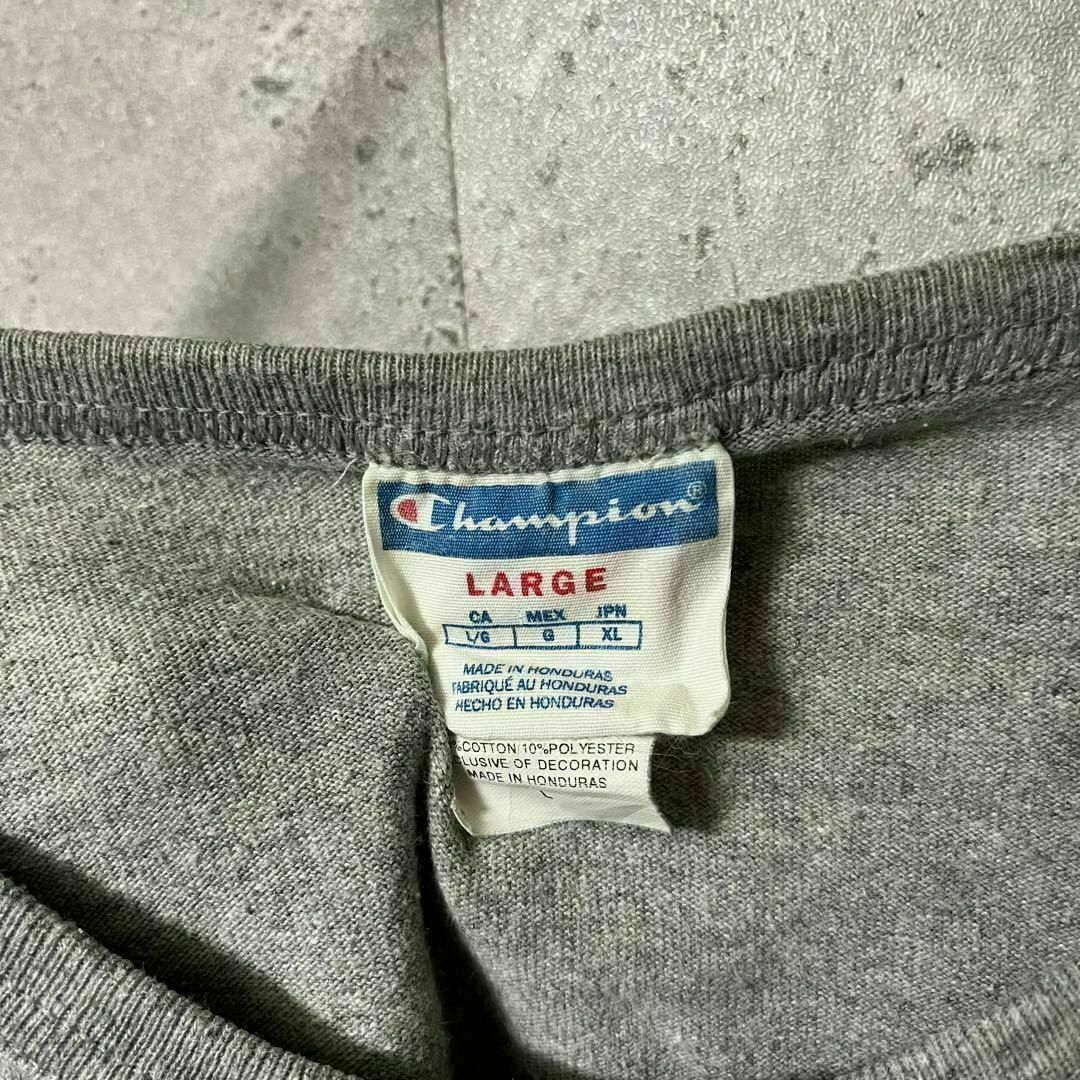 Champion®
LARGE
CA MEX JPN
L/G G XL
MADE IN HONDURAS
FABRIQUÉ AU HONDURAS
HECHO EN HONDURAS
%COTTON/10%POLYESTER
CLUSIVE OF DECORATION
MADE IN HONDURAS
L